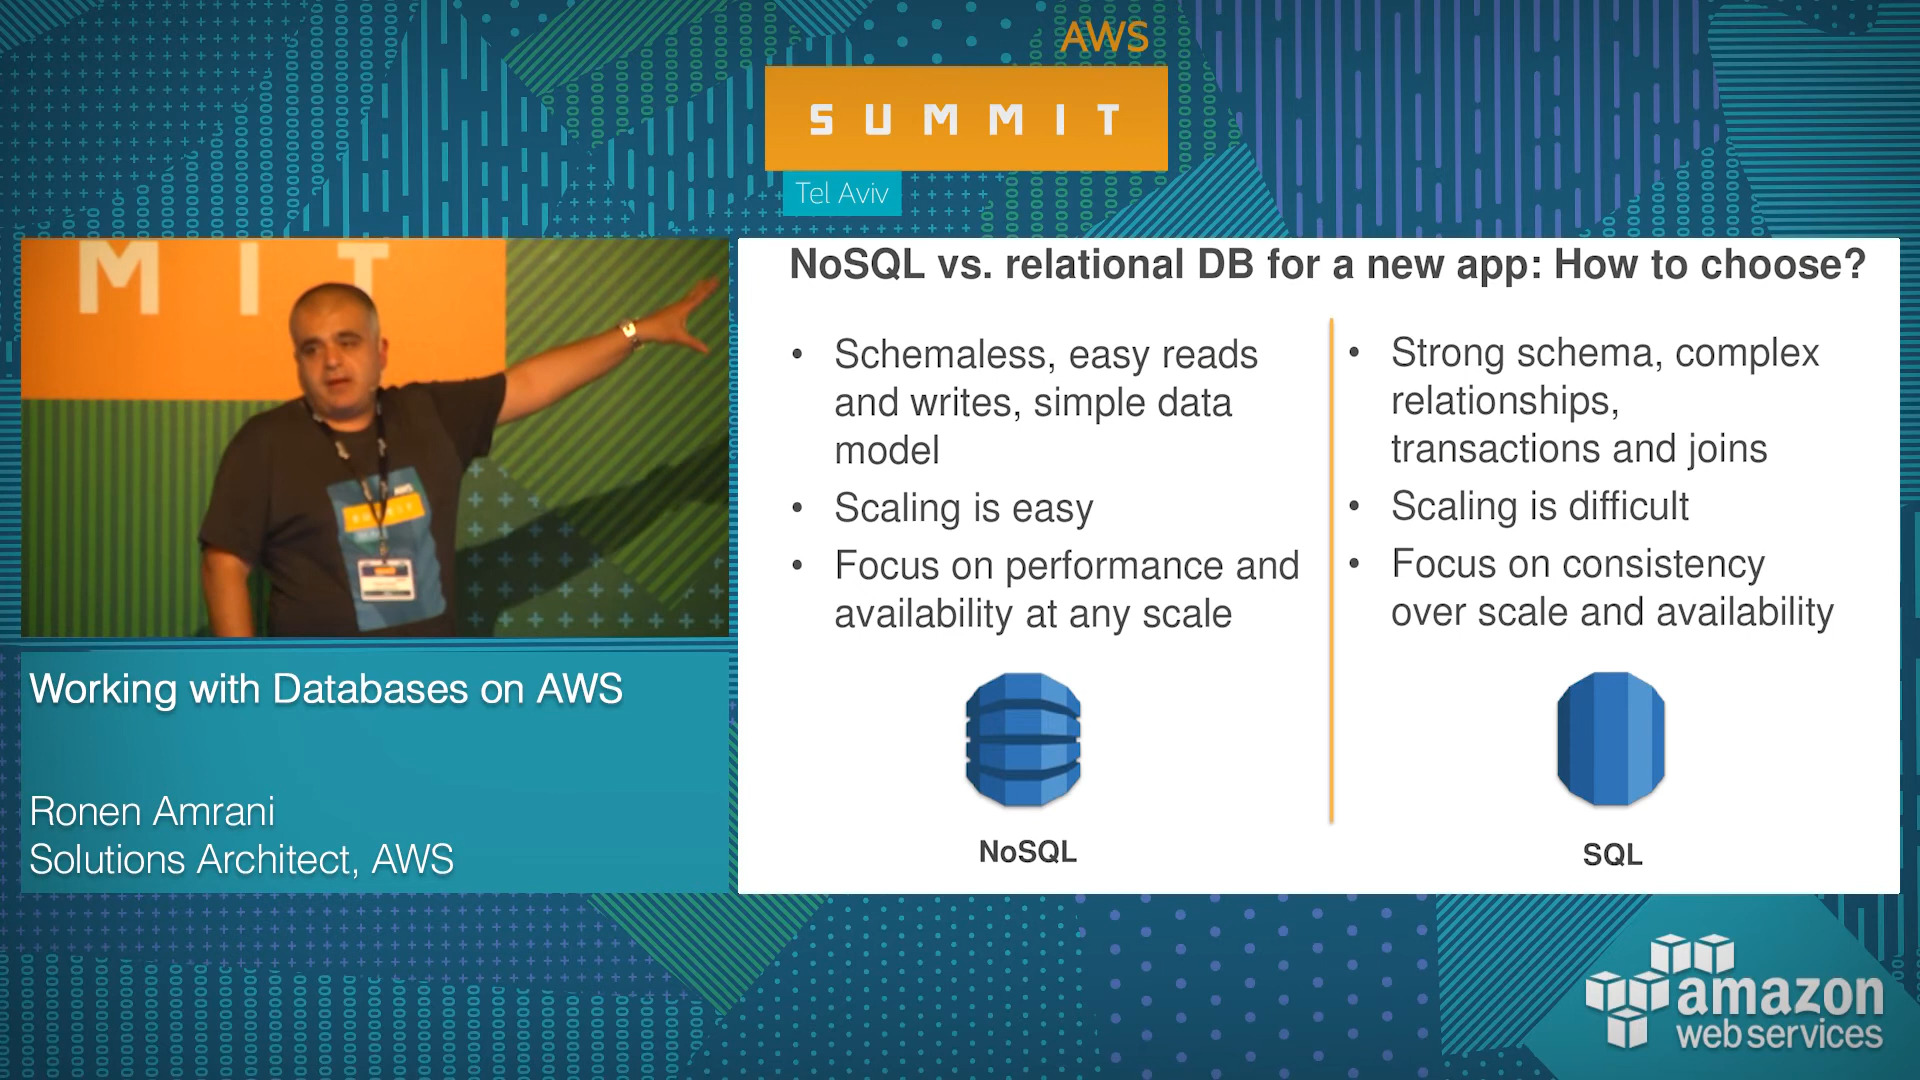 AWS
SUMMIT
Tel Aviv
M I T
NoSQL vs. relational DB for a new app: How to choose?
• Schemaless, easy reads
and writes, simple data
model
• Scaling is easy
• Focus on performance and
availability at any scale
NoSQL
• Strong schema, complex
relationships,
transactions and joins
• Scaling is difficult
• Focus on consistency
over scale and availability
SQL
Working with Databases on AWS
Ronen Amrani
Solutions Architect, AWS
amazon
web services